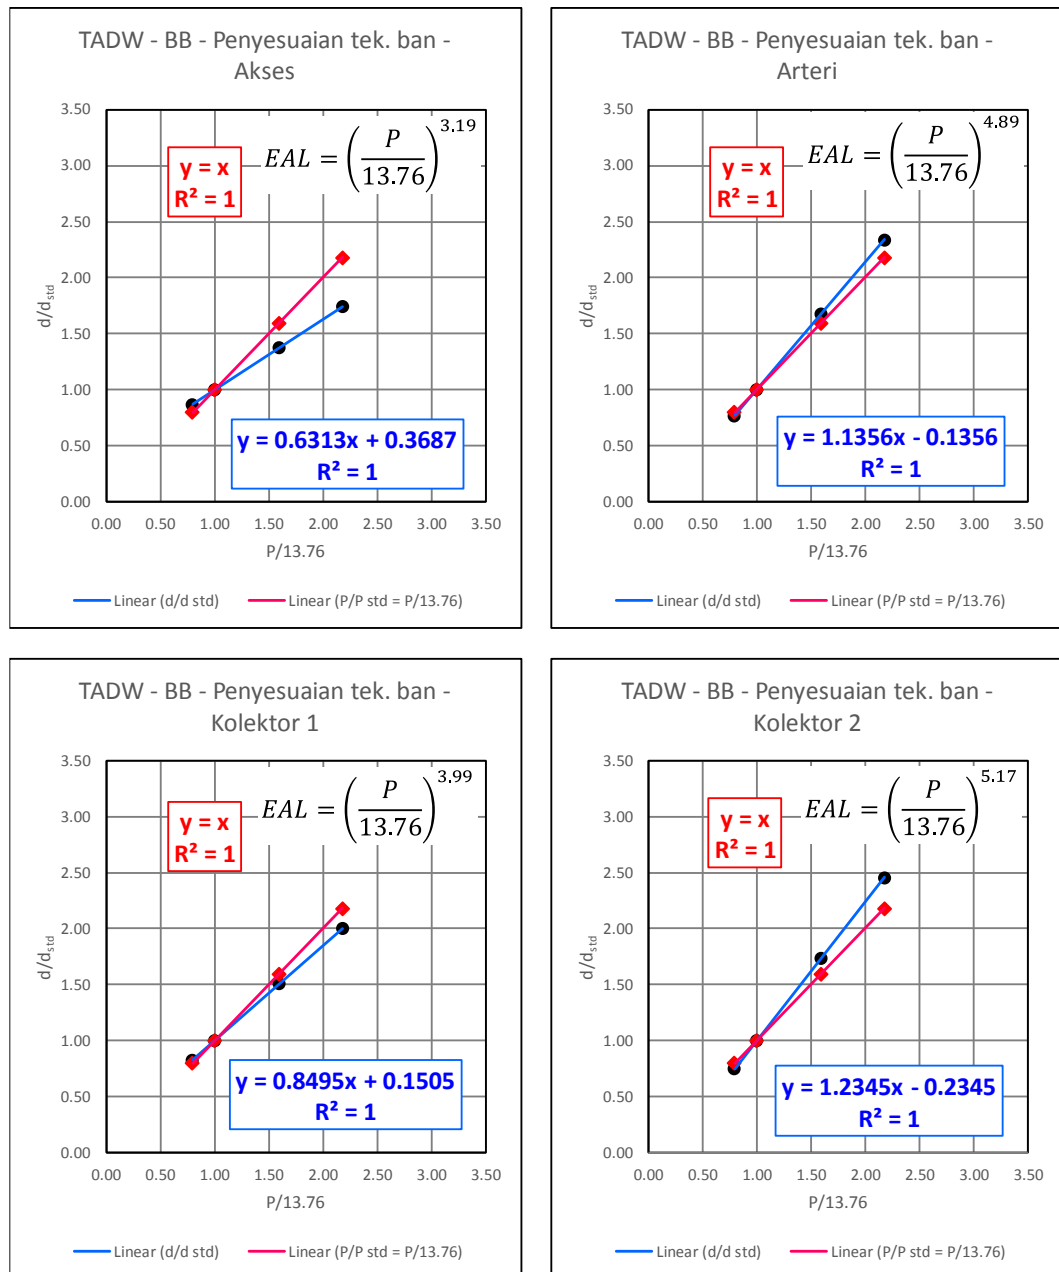 TADW - BB - Penyesuaian tek. ban -
Akses
3.50
3.00
2.50
2.00
1.50
1.00
0.50
0.00
d/d_std
y = x
R² = 1
EAL = (P/13.76)^3.19
y = 0.6313x + 0.3687
R² = 1
0.00 0.50 1.00 1.50 2.00 2.50 3.00 3.50
P/13.76
Linear (d/d std) Linear (P/P std = P/13.76)
TADW - BB - Penyesuaian tek. ban -
Arteri
3.50
3.00
2.50
2.00
1.50
1.00
0.50
0.00
d/d_std
y = x
R² = 1
EAL = (P/13.76)^4.89
y = 1.1356x - 0.1356
R² = 1
0.00 0.50 1.00 1.50 2.00 2.50 3.00 3.50
P/13.76
Linear (d/d std) Linear (P/P std = P/13.76)
TADW - BB - Penyesuaian tek. ban -
Kolektor 1
3.50
3.00
2.50
2.00
1.50
1.00
0.50
0.00
d/d_std
y = x
R² = 1
EAL = (P/13.76)^3.99
y = 0.8495x + 0.1505
R² = 1
0.00 0.50 1.00 1.50 2.00 2.50 3.00 3.50
P/13.76
Linear (d/d std) Linear (P/P std = P/13.76)
TADW - BB - Penyesuaian tek. ban -
Kolektor 2
3.50
3.00
2.50
2.00
1.50
1.00
0.50
0.00
d/d_std
y = x
R² = 1
EAL = (P/13.76)^5.17
y = 1.2345x - 0.2345
R² = 1
0.00 0.50 1.00 1.50 2.00 2.50 3.00 3.50
P/13.76
Linear (d/d std) Linear (P/P std = P/13.76)